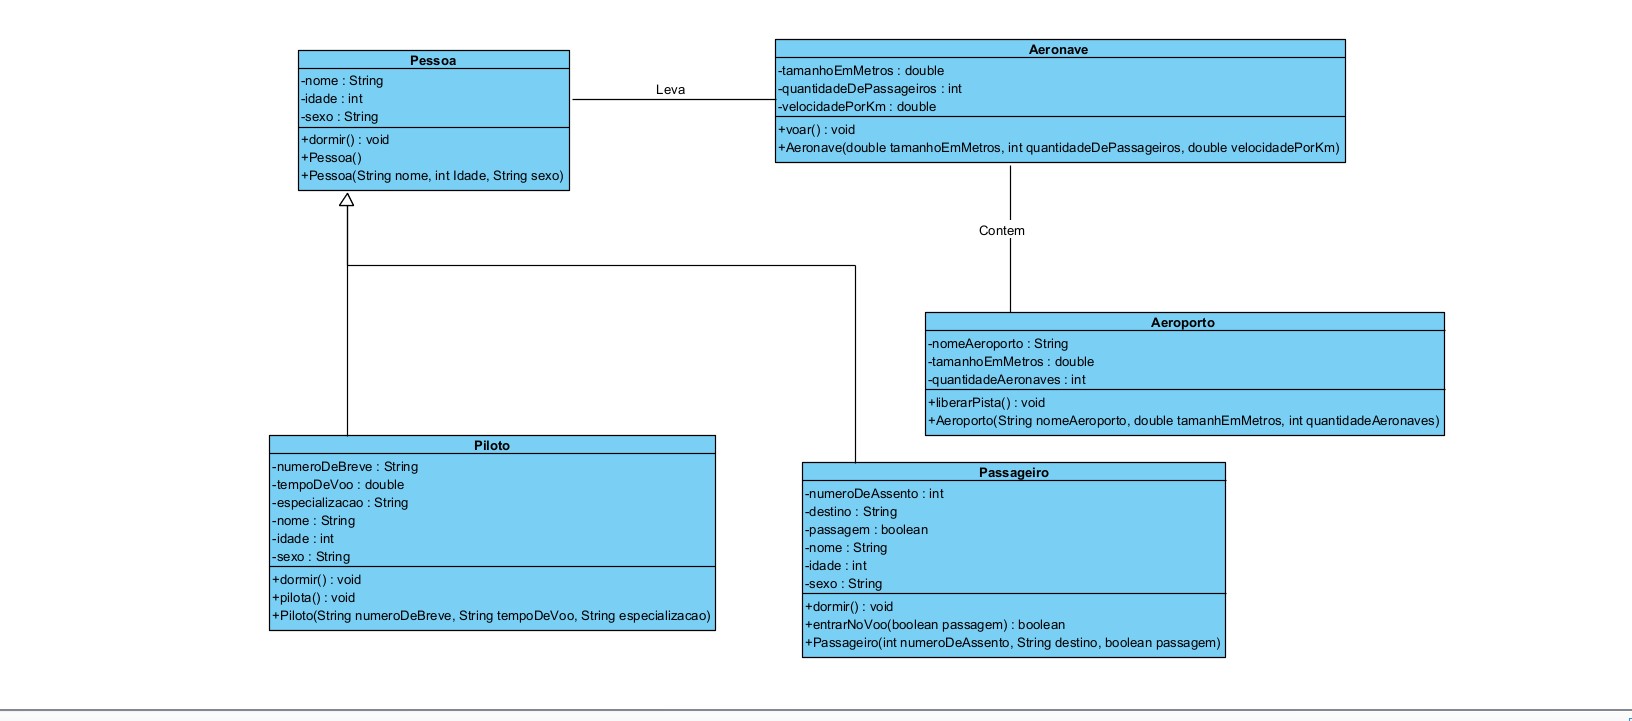 Pessoa
-nome : String
-idade : int
-sexo : String
+dormir() : void
+Pessoa()
+Pessoa(String nome, int Idade, String sexo)
Leva
Aeronave
-tamanhoEmMetros : double
-quantidadeDePassageiros : int
-velocidadePorKm : double
+voar() : void
+Aeronave(double tamanhoEmMetros, int quantidadeDePassageiros, double velocidadePorKm)
Contem
Aeroporto
-nomeAeroporto : String
-tamanhoEmMetros : double
-quantidadeAeronaves : int
+liberarPista() : void
+Aeroporto(String nomeAeroporto, double tamanhEmMetros, int quantidadeAeronaves)
Piloto
-numeroDeBreve : String
-tempoDeVoo : double
-especializacao : String
-nome : String
-idade : int
-sexo : String
+dormir() : void
+pilota() : void
+Piloto(String numeroDeBreve, String tempoDeVoo, String especializacao)
Passageiro
-numeroDeAssento : int
-destino : String
-passagem : boolean
-nome : String
-idade : int
-sexo : String
+dormir() : void
+entrarNoVoo(boolean passagem) : boolean
+Passageiro(int numeroDeAssento, String destino, boolean passagem)